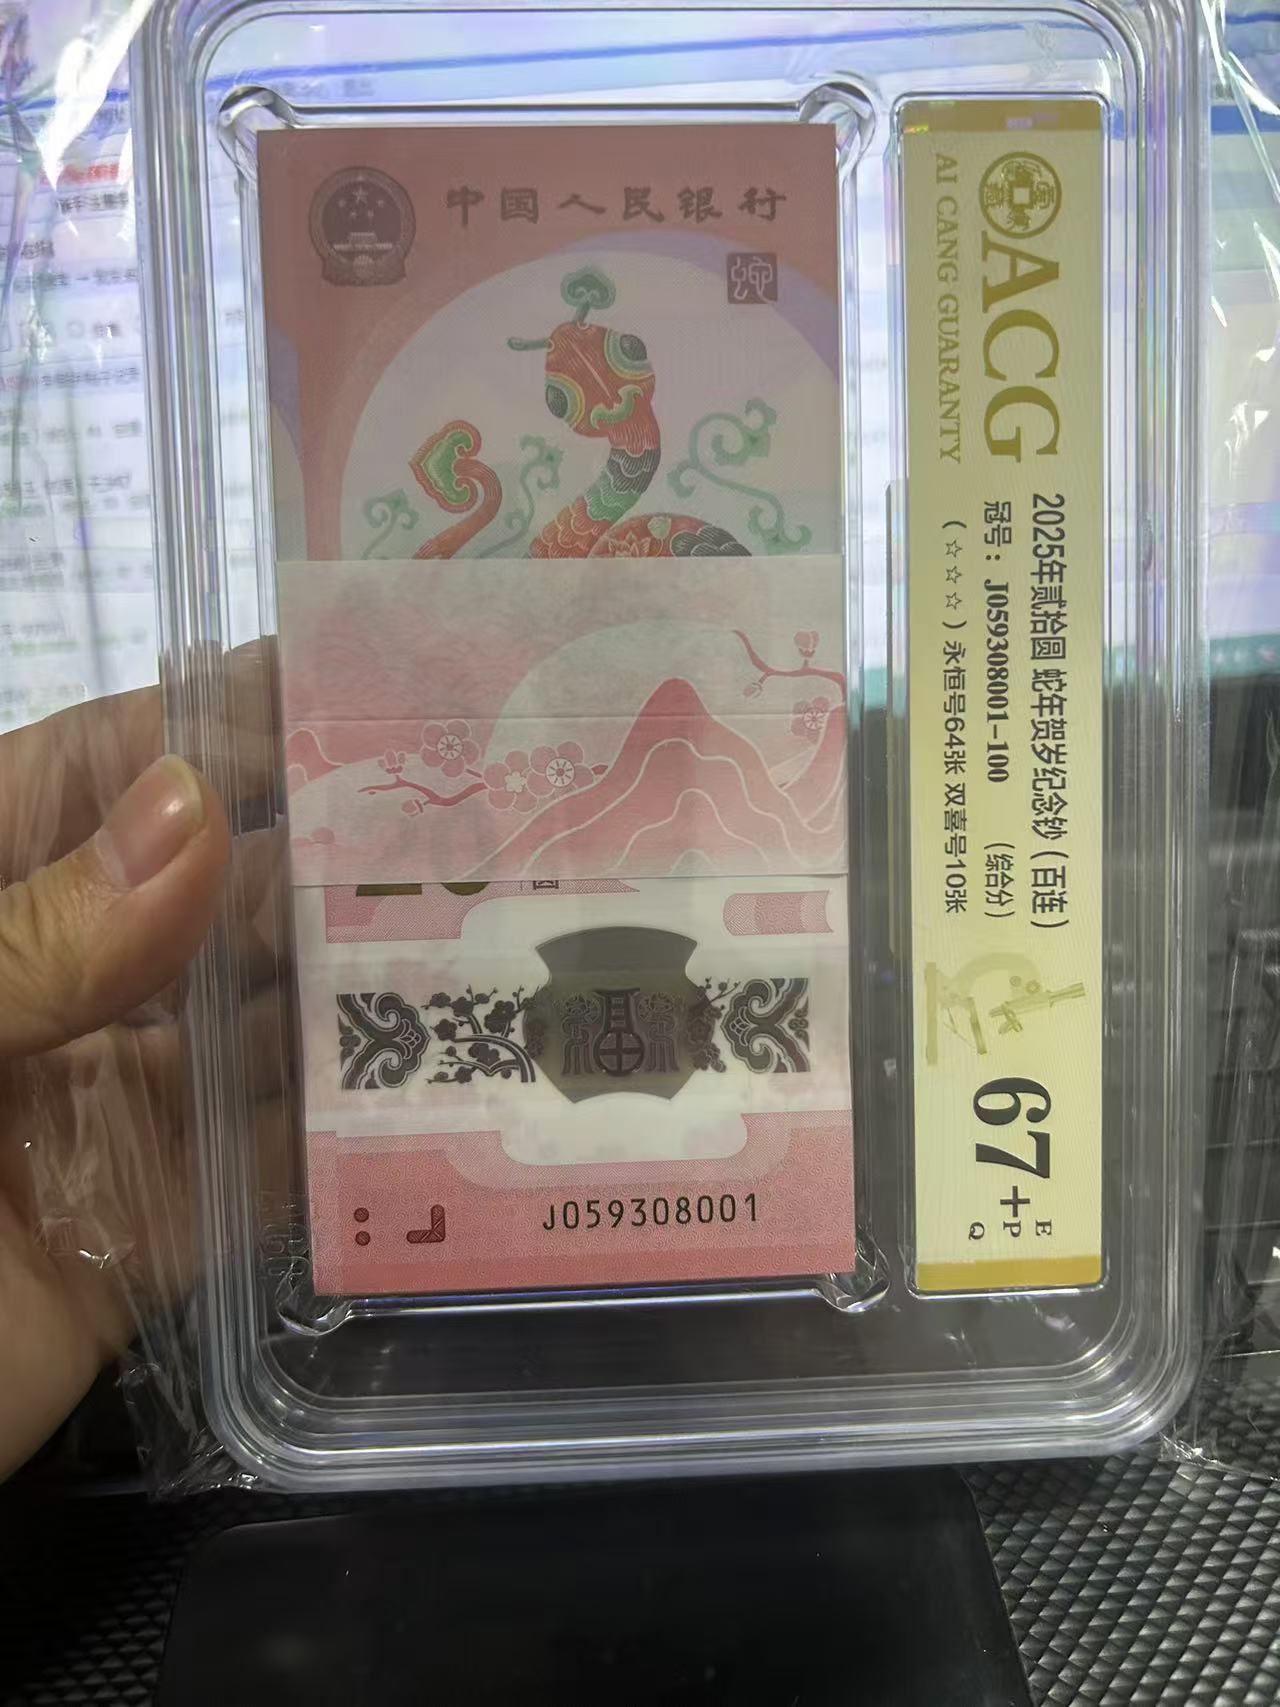 中国人民银行
蛇
福
J059308001
ACG
AI CANG GUARANTY
2025年贰拾圆 蛇年贺岁纪念钞（百连）
冠号：J059308001-100 （综合分）
（☆☆☆）永恒号64张 双喜号10张
67+
E
P
Q